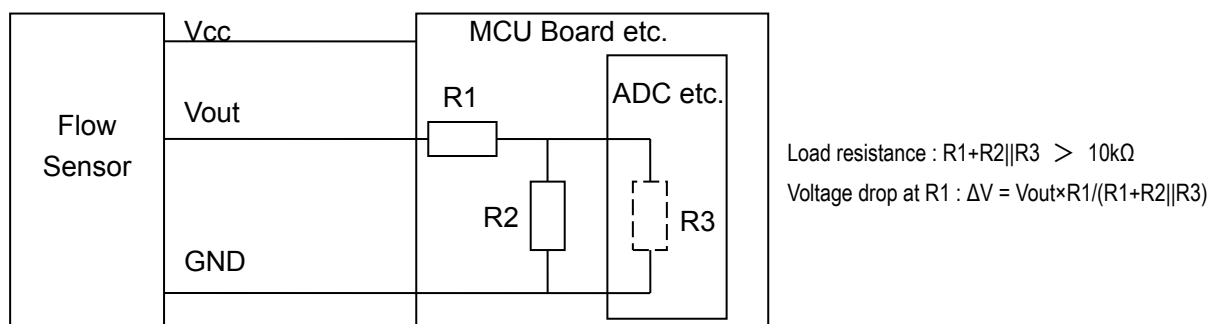 Vcc
MCU Board etc.
ADC etc.
R1
Vout
Flow
Sensor
R2
R3
GND
Load resistance : R1+R2||R3 ＞ 10kΩ
Voltage drop at R1 : ΔV = Vout×R1/(R1+R2||R3)